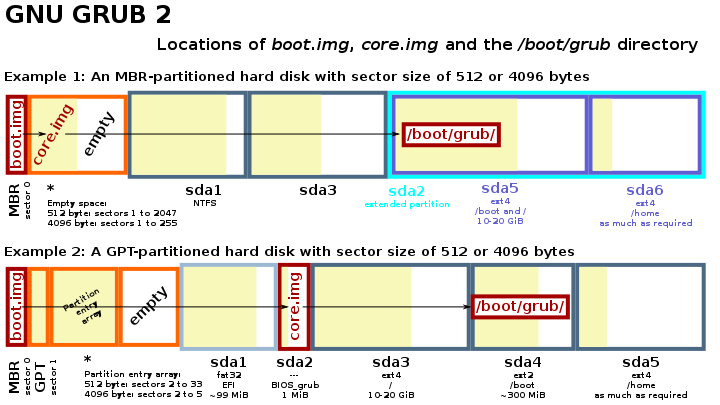 GNU GRUB 2
Locations of boot.img, core.img and the /boot/grub directory
Example 1: An MBR-partitioned hard disk with sector size of 512 or 4096 bytes
boot.img
core.img
empty
/boot/grub/
MBR
sector 0
*
Empty space:
512 byte: sectors 1 to 2047
4096 byte: sectors 1 to 255
sda1
NTFS
sda3
sda2
extended partition
sda5
ext4
/boot and /
10-20 GiB
sda6
ext4
/home
as much as required
Example 2: A GPT-partitioned hard disk with sector size of 512 or 4096 bytes
boot.img
Partition
entry
array
empty
core.img
/boot/grub/
MBR
sector 0
GPT
sector 1
*
Partition entry array:
512 byte: sectors 2 to 33
4096 byte: sectors 2 to 5
sda1
fat32
EFI
~99 MiB
sda2
---
BIOS_grub
1 MiB
sda3
ext4
/
10-20 GiB
sda4
ext2
/boot
~300 MiB
sda5
ext4
/home
as much as required